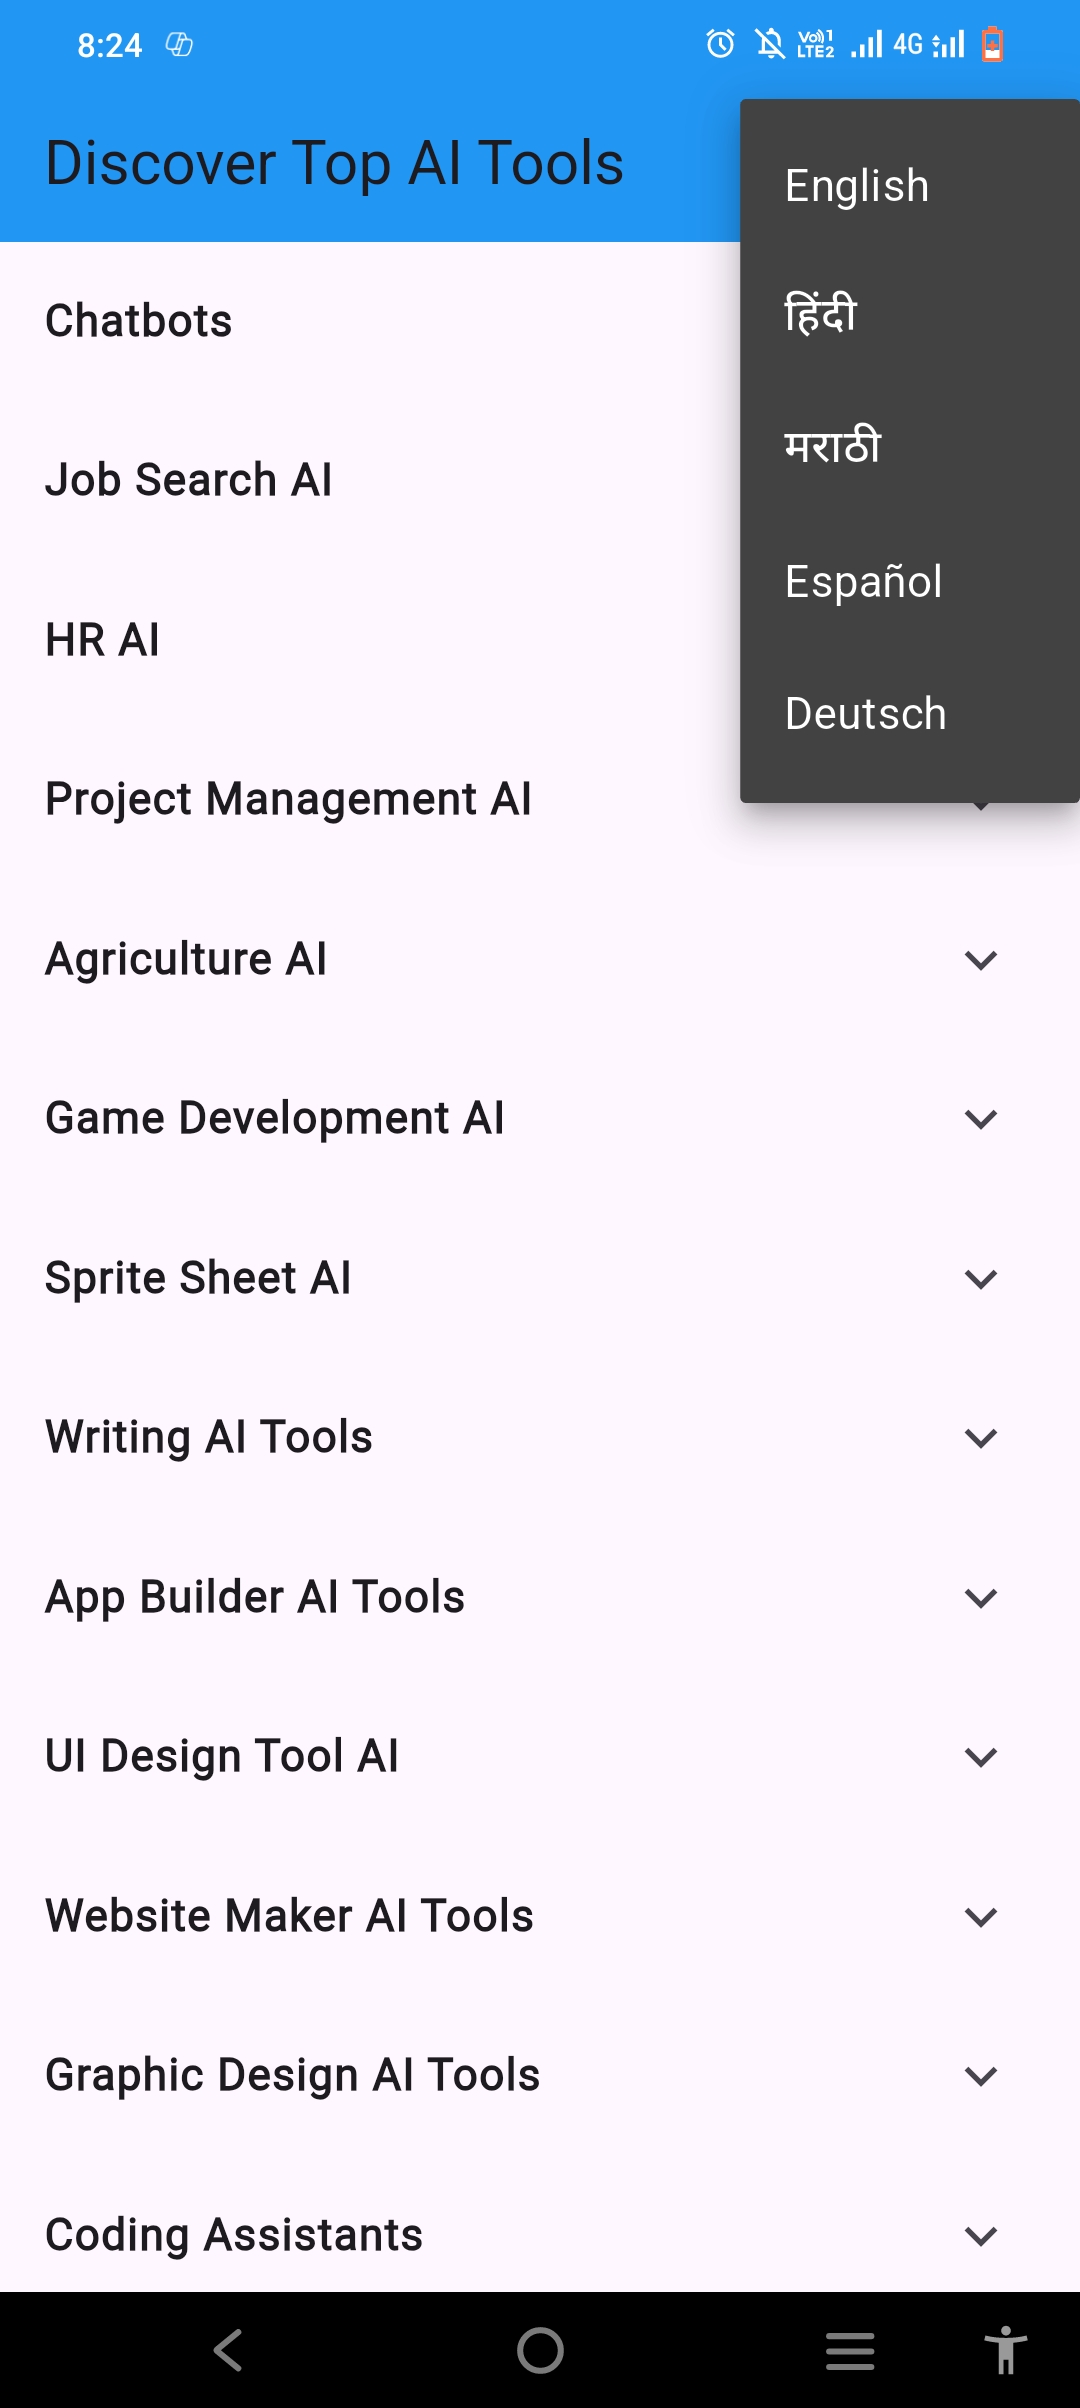 8:24
Vo 1
LTE2
4G
Discover Top AI Tools
English
हिंदी
मराठी
Español
Deutsch
Chatbots
Job Search AI
HR AI
Project Management AI
Agriculture AI
Game Development AI
Sprite Sheet AI
Writing AI Tools
App Builder AI Tools
UI Design Tool AI
Website Maker AI Tools
Graphic Design AI Tools
Coding Assistants